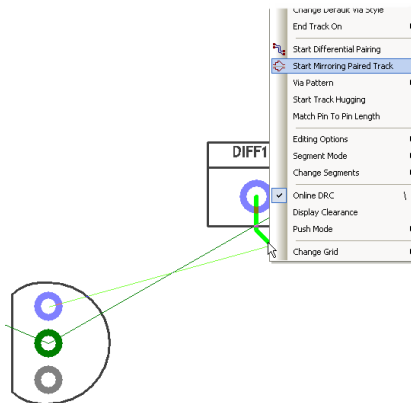 Change Default Via Style
End Track On
Start Differential Pairing
Start Mirroring Paired Track
Via Pattern
Start Track Hugging
Match Pin To Pin Length
DIFF1
Editing Options
Segment Mode
Change Segments
Online DRC \
Display Clearance
Push Mode
Change Grid